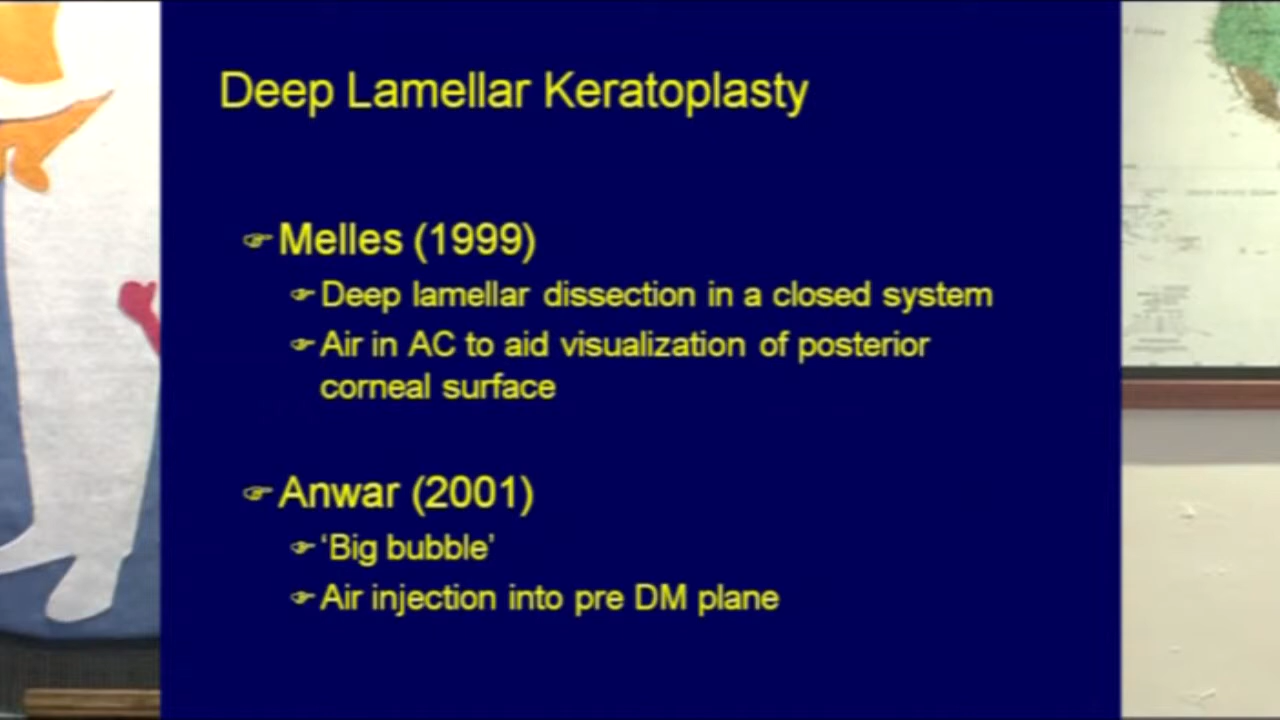 Deep Lamellar Keratoplasty
Melles (1999)
Deep lamellar dissection in a closed system
Air in AC to aid visualization of posterior
corneal surface
Anwar (2001)
‘Big bubble’
Air injection into pre DM plane